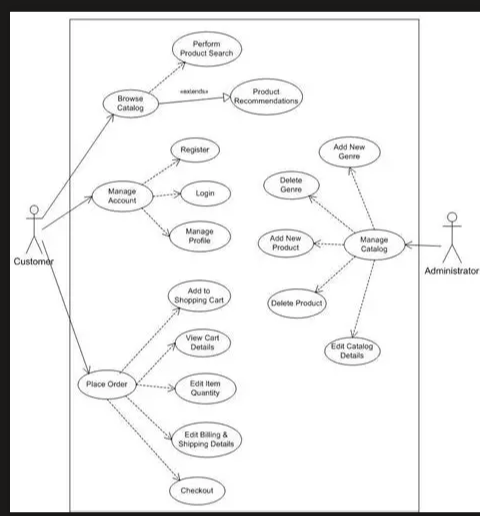 Perform
Product Search
«extends»
Browse
Catalog
Product
Recommendations
Register
Add New
Genre
Manage
Account
Login
Delete
Genre
Manage
Profile
Add New
Product
Manage
Catalog
Customer
Administrator
Add to
Shopping Cart
Delete Product
View Cart
Details
Edit Catalog
Details
Place Order
Edit Item
Quantity
Edit Billing &
Shipping Details
Checkout